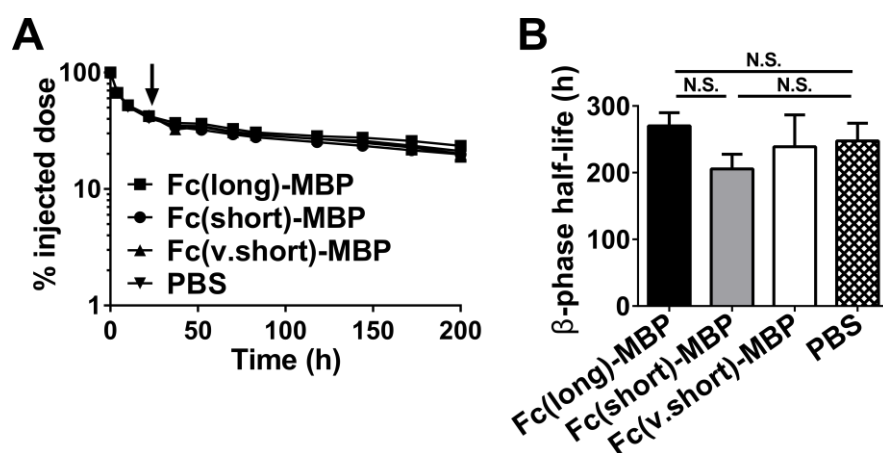 A
% injected dose
100
10
1
0
50
100
150
200
Time (h)
Fc(long)-MBP
Fc(short)-MBP
Fc(v.short)-MBP
PBS
B
β-phase half-life (h)
300
200
100
0
N.S.
N.S.
N.S.
Fc(long)-MBP
Fc(short)-MBP
Fc(v.short)-MBP
PBS